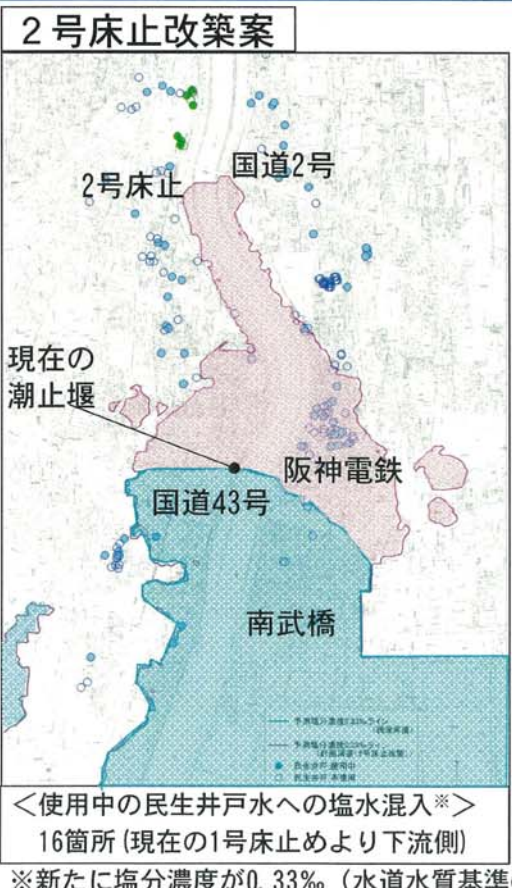 ２号床止改築案
国道2号
2号床止
現在の
潮止堰
阪神電鉄
国道43号
南武橋
＜使用中の民生井戸水への塩水混入※＞
16箇所(現在の1号床止めより下流側)
※新たに塩分濃度が0.33‰（水道水質基準